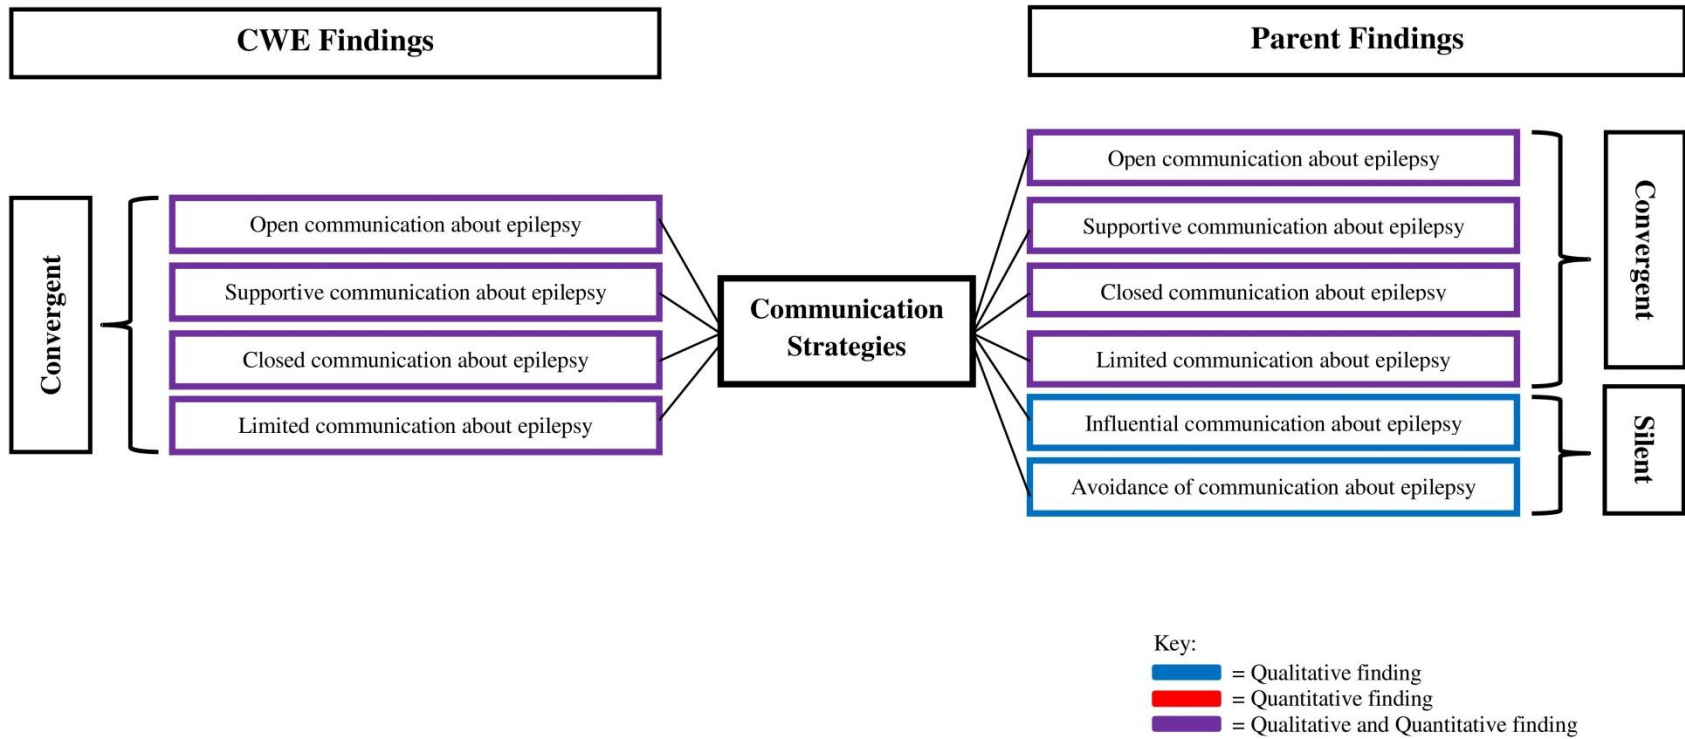 CWE Findings
Parent Findings
Convergent
Open communication about epilepsy
Supportive communication about epilepsy
Closed communication about epilepsy
Limited communication about epilepsy
Communication
Strategies
Open communication about epilepsy
Supportive communication about epilepsy
Closed communication about epilepsy
Limited communication about epilepsy
Influential communication about epilepsy
Avoidance of communication about epilepsy
Convergent
Silent
Key:
= Qualitative finding
= Quantitative finding
= Qualitative and Quantitative finding